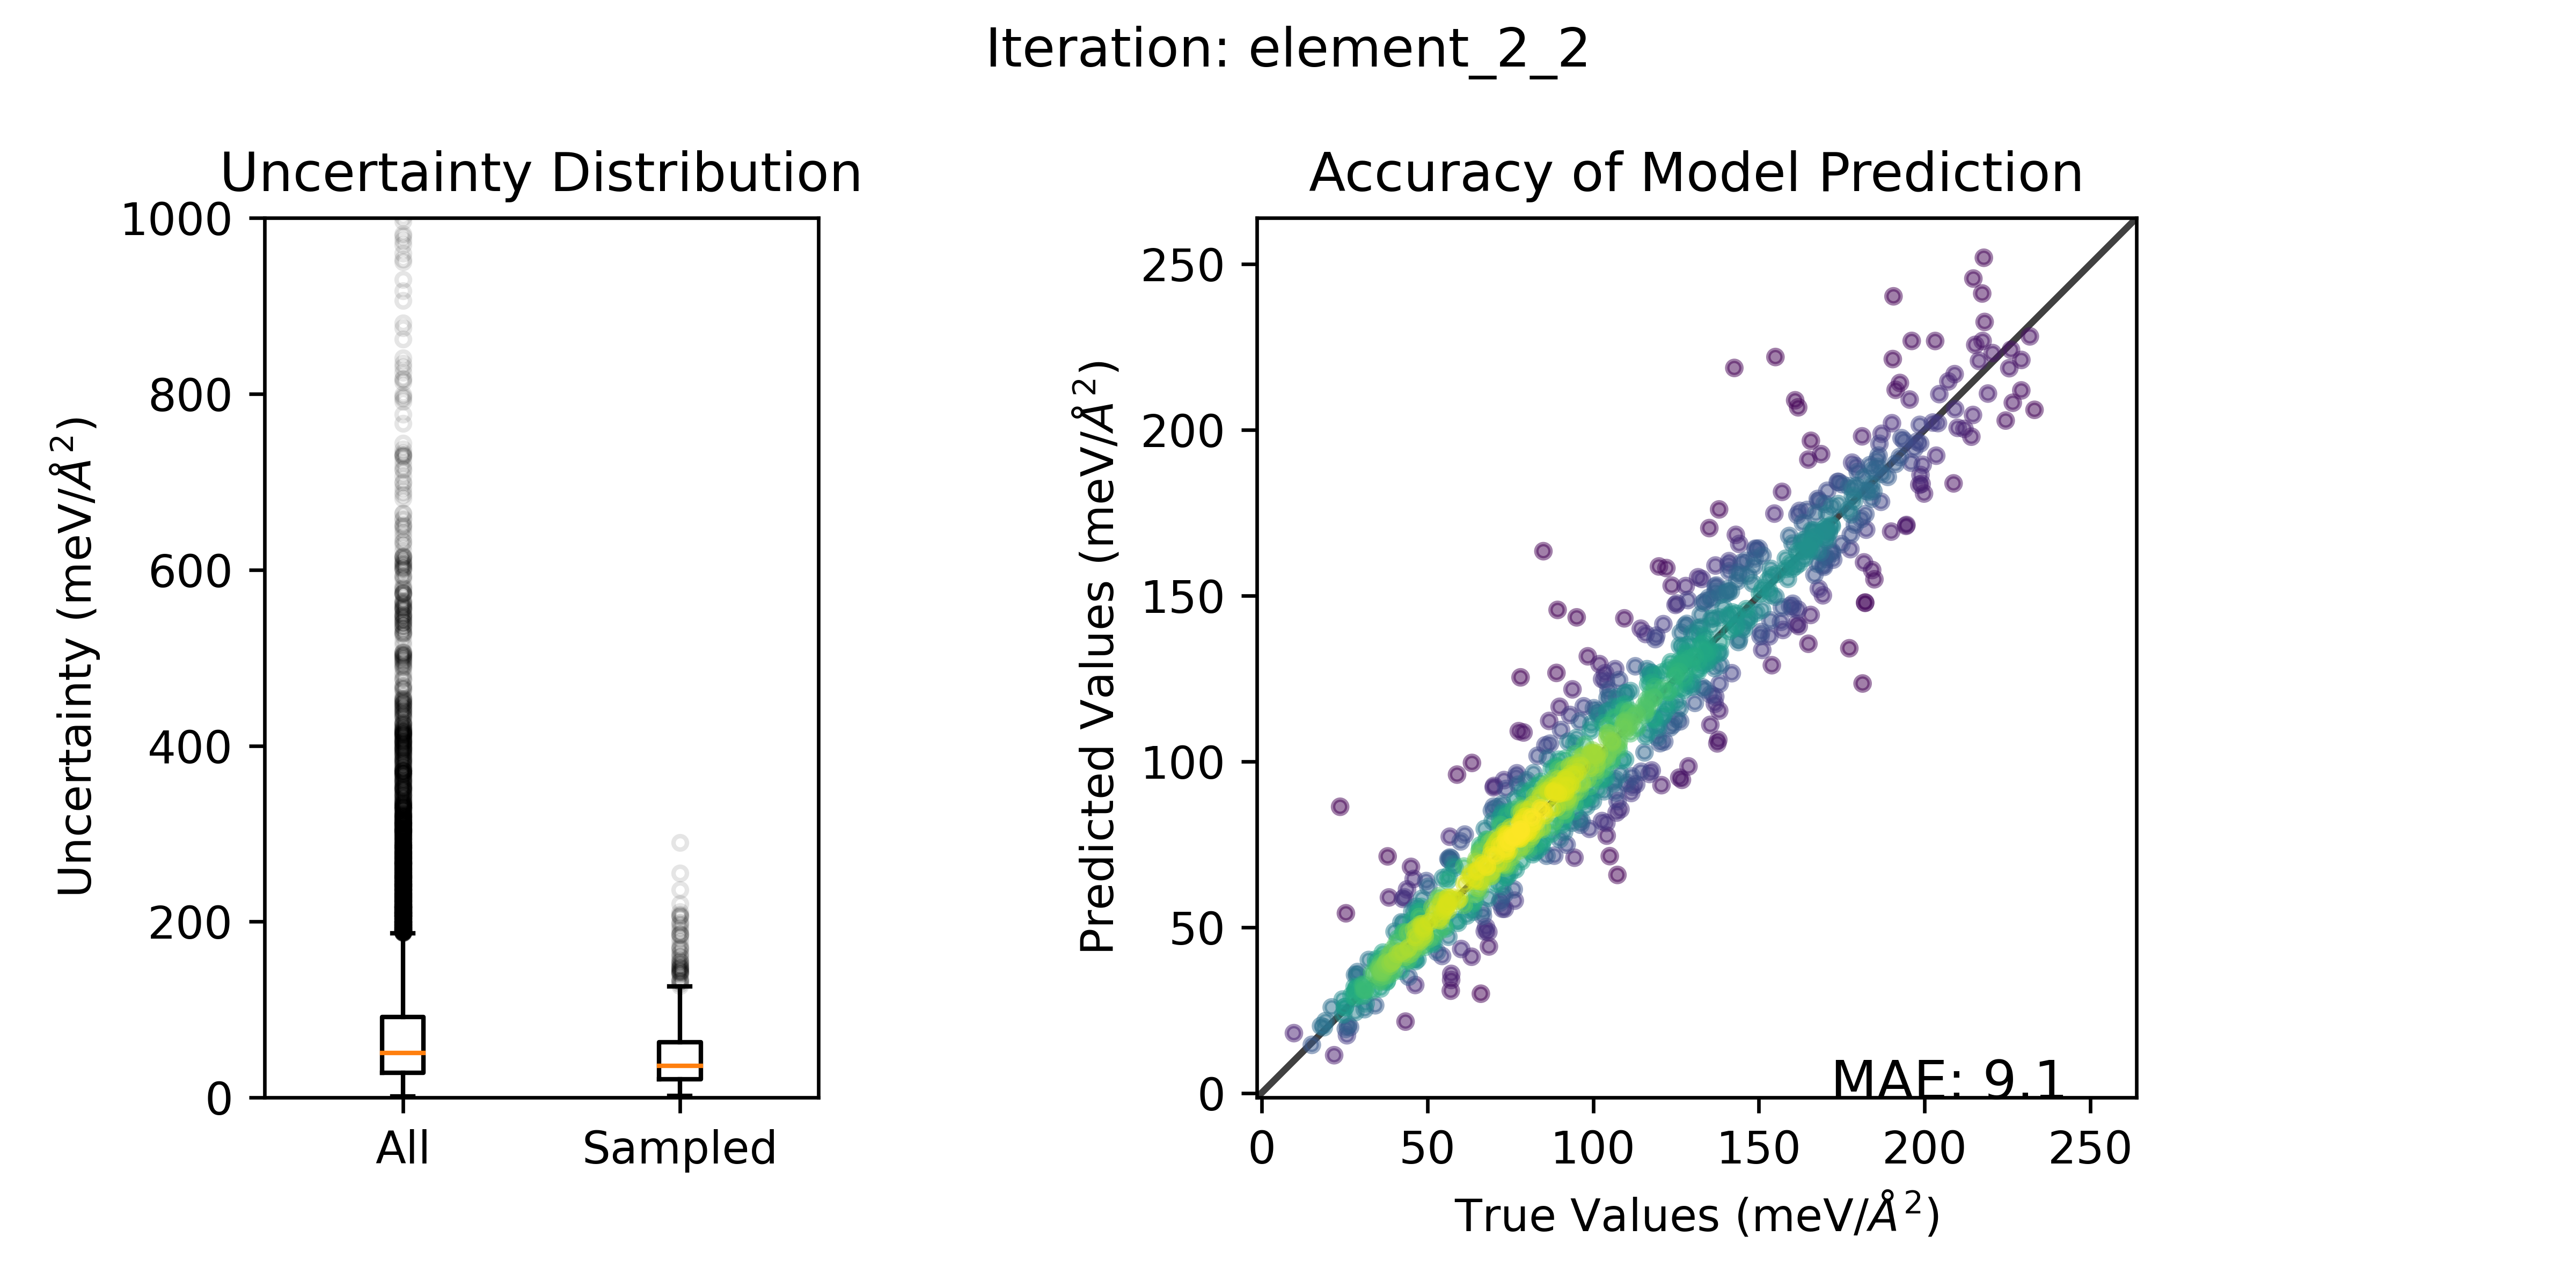 Iteration: element_2_2
Uncertainty Distribution
1000
800
600
400
200
0
Uncertainty (meV/Å²)
All
Sampled
Accuracy of Model Prediction
250
200
150
100
50
0
Predicted Values (meV/Å²)
MAE: 9.1
0 50 100 150 200 250
True Values (meV/Å²)